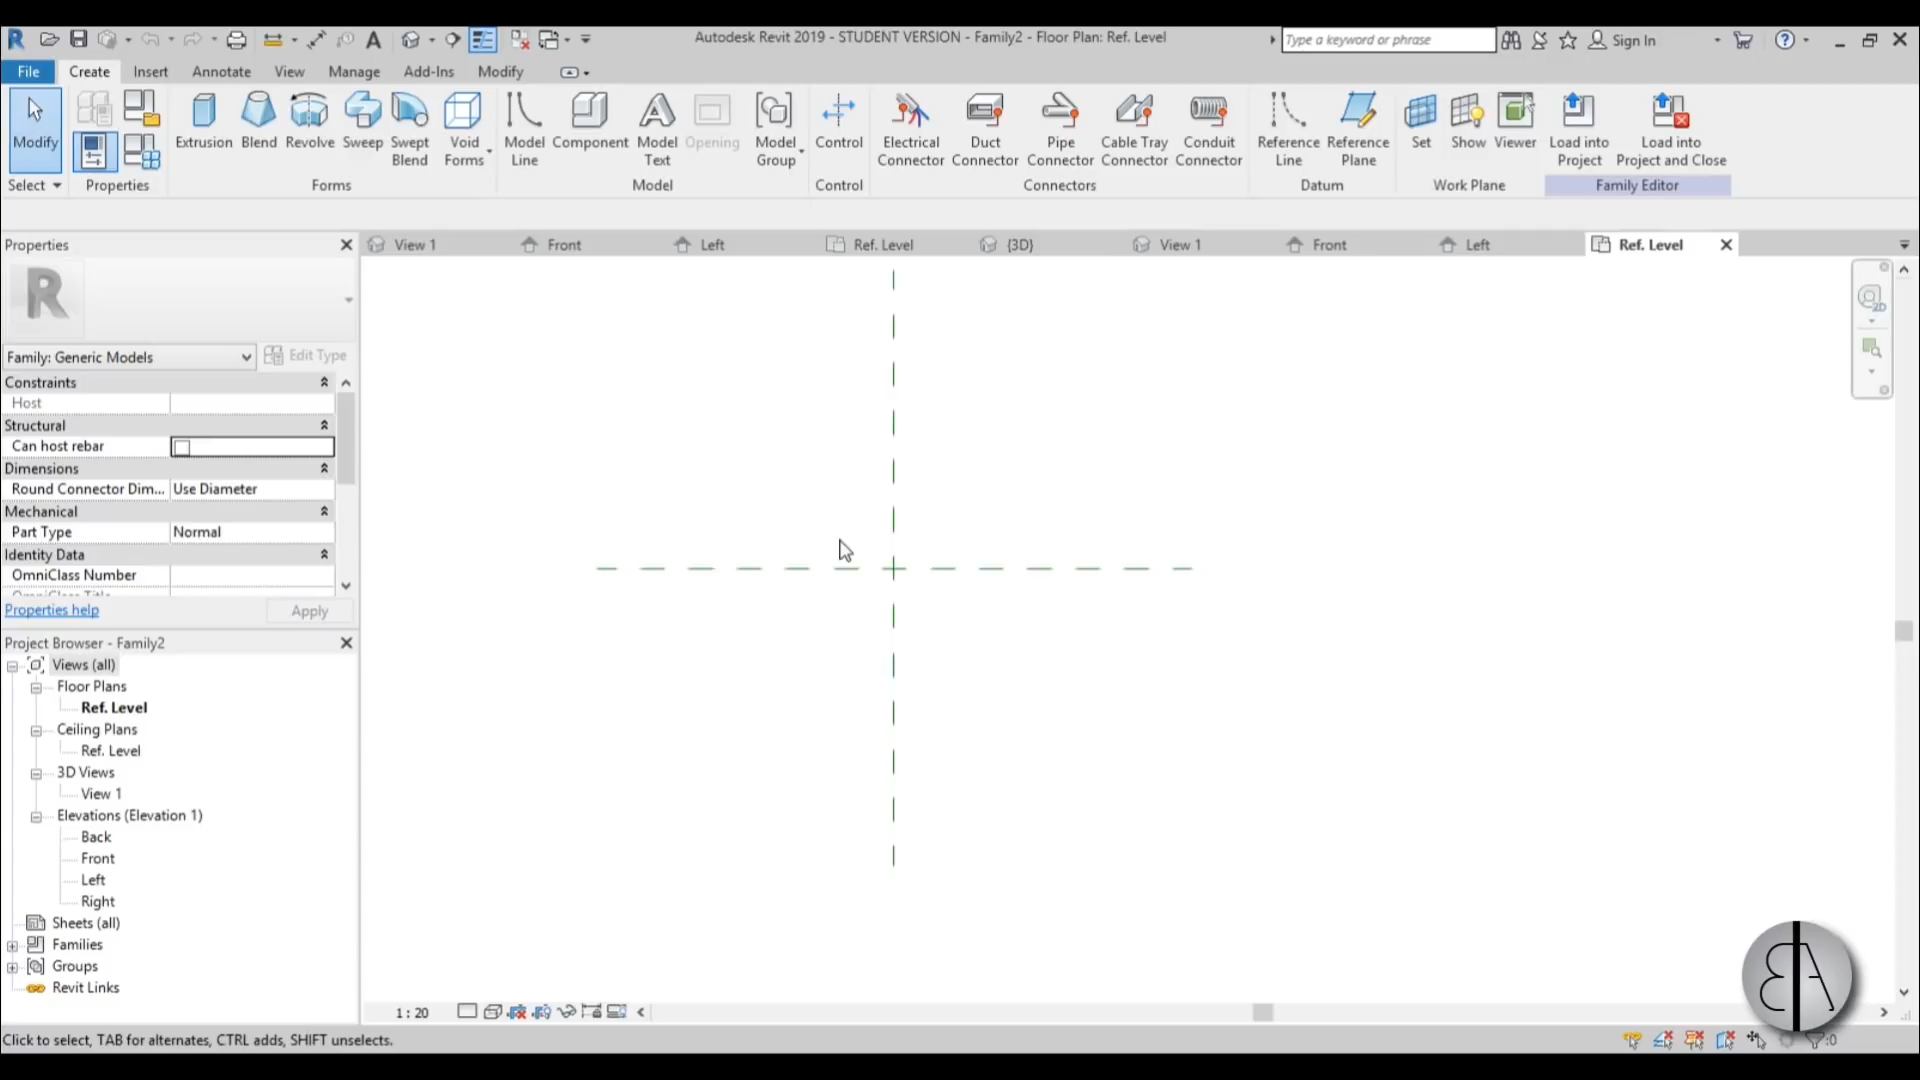 Autodesk Revit 2019 - STUDENT VERSION - Family2 - Floor Plan: Ref. Level
Type a keyword or phrase
Sign In
File
Create
Insert
Annotate
View
Manage
Add-Ins
Modify
Modify
Extrusion
Blend
Revolve
Sweep
Swept Blend
Void Forms
Model Line
Component
Model Text
Opening
Model Group
Control
Electrical Connector
Duct Connector
Pipe Connector
Cable Tray Connector
Conduit Connector
Reference Line
Reference Plane
Set
Show
Viewer
Load into Project
Load into Project and Close
Select
Properties
Forms
Model
Control
Connectors
Datum
Work Plane
Family Editor
Properties
View 1
Front
Left
Ref. Level
{3D}
View 1
Front
Left
Ref. Level
2D
R
Family: Generic Models
Edit Type
Constraints
Host
Structural
Can host rebar
Dimensions
Round Connector Dim... Use Diameter
Mechanical
Part Type Normal
Identity Data
OmniClass Number
OmniClass Title
Properties help
Apply
Project Browser - Family2
Views (all)
Floor Plans
Ref. Level
Ceiling Plans
Ref. Level
3D Views
View 1
Elevations (Elevation 1)
Back
Front
Left
Right
Sheets (all)
Families
Groups
Revit Links
1 : 20
BA
Click to select, TAB for alternates, CTRL adds, SHIFT unselects.
:0